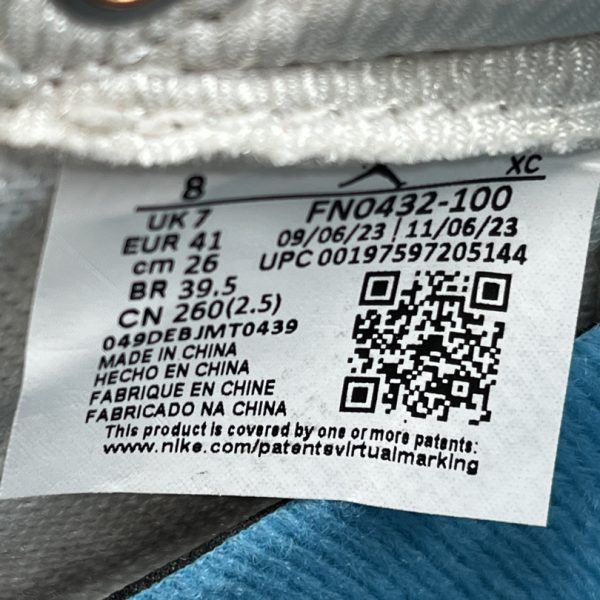 XC
8
UK 7
FN0432-100
EUR 41
09/06/23 | 11/06/23
cm 26
UPC 00197597205144
BR 39.5
CN 260(2.5)
049DEBJMT0439
MADE IN CHINA
HECHO EN CHINA
FABRIQUE EN CHINE
FABRICADO NA CHINA
This product is covered by one or more patents:
www.nike.com/patentsvirtualmarking